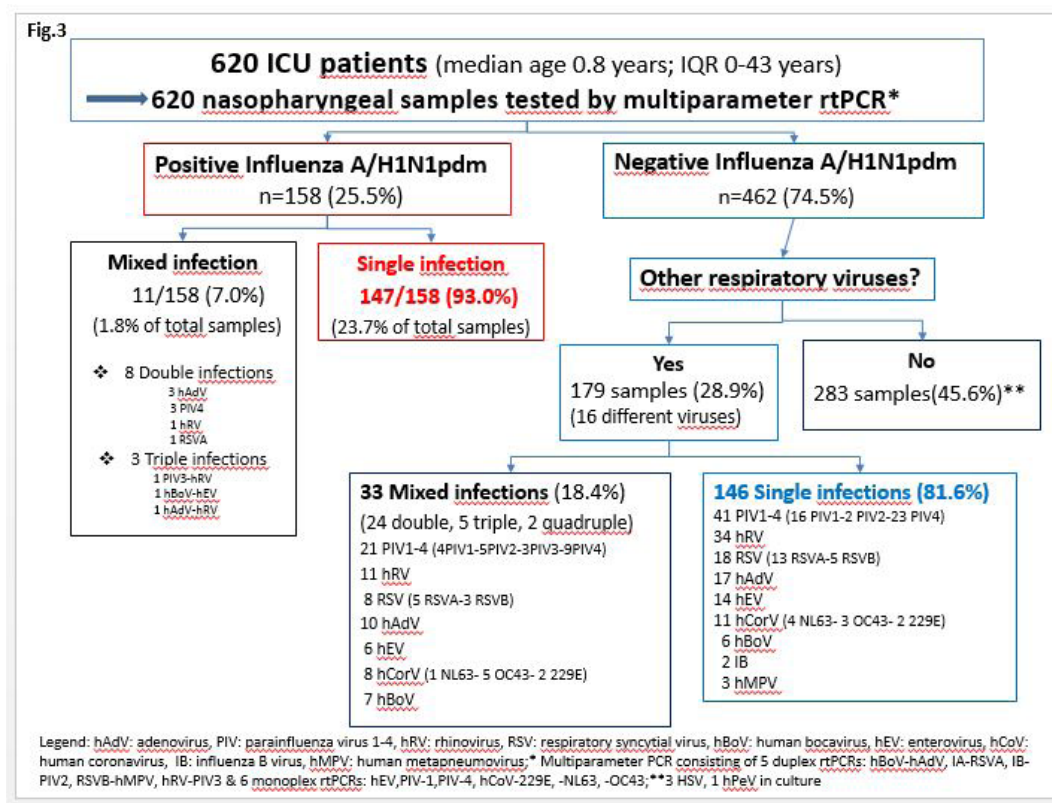 Fig.3
620 ICU patients (median age 0.8 years; IQR 0-43 years)
620 nasopharyngeal samples tested by multiparameter rtPCR*
Positive Influenza A/H1N1pdm
n=158 (25.5%)
Negative Influenza A/H1N1pdm
n=462 (74.5%)
Mixed infection
11/158 (7.0%)
(1.8% of total samples)
❖ 8 Double infections
3 hAdV
3 PIV4
1 hRV
1 RSVA
❖ 3 Triple infections
1 PIV3-hRV
1 hBoV-hEV
1 hAdV-hRV
Single infection
147/158 (93.0%)
(23.7% of total samples)
Other respiratory viruses?
Yes
179 samples (28.9%)
(16 different viruses)
No
283 samples(45.6%)**
33 Mixed infections (18.4%)
(24 double, 5 triple, 2 quadruple)
21 PIV1-4 (4PIV1-5PIV2-3PIV3-9PIV4)
11 hRV
8 RSV (5 RSVA-3 RSVB)
10 hAdV
6 hEV
8 hCorV (1 NL63- 5 OC43- 2 229E)
7 hBoV
146 Single infections (81.6%)
41 PIV1-4 (16 PIV1-2 PIV2-23 PIV4)
34 hRV
18 RSV (13 RSVA-5 RSVB)
17 hAdV
14 hEV
11 hCorV (4 NL63- 3 OC43- 2 229E)
6 hBoV
2 IB
3 hMPV
Legend: hAdV: adenovirus, PIV: parainfluenza virus 1-4, hRV: rhinovirus, RSV: respiratory syncytial virus, hBoV: human bocavirus, hEV: enterovirus, hCoV:
human coronavirus, IB: influenza B virus, hMPV: human metapneumovirus;* Multiparameter PCR consisting of 5 duplex rtPCRs: hBoV-hAdV, IA-RSVA, IB-
PIV2, RSVB-hMPV, hRV-PIV3 & 6 monoplex rtPCRs: hEV,PIV-1,PIV-4, hCoV-229E, -NL63, -OC43;**3 HSV, 1 hPeV in culture